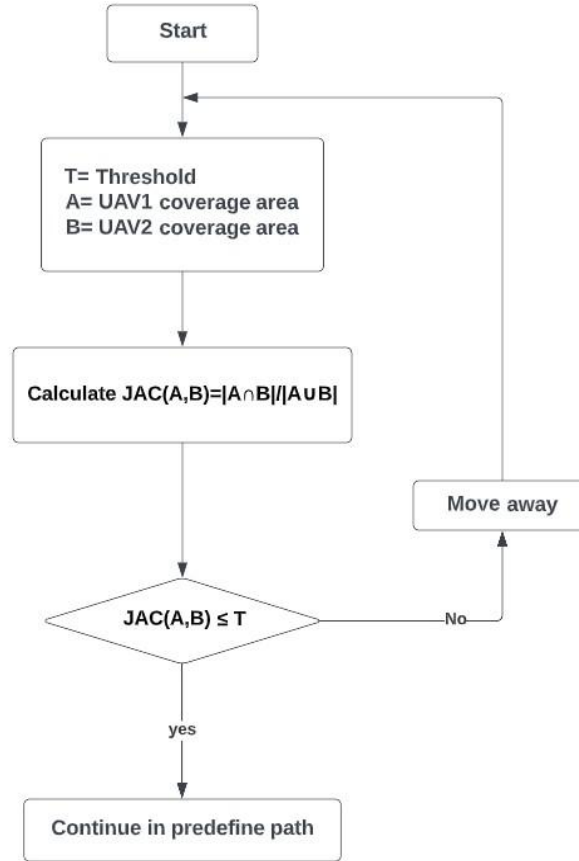 Start
T= Threshold
A= UAV1 coverage area
B= UAV2 coverage area
Calculate JAC(A,B)=|A∩B|/|A∪B|
Move away
JAC(A,B) ≤ T
No
yes
Continue in predefine path